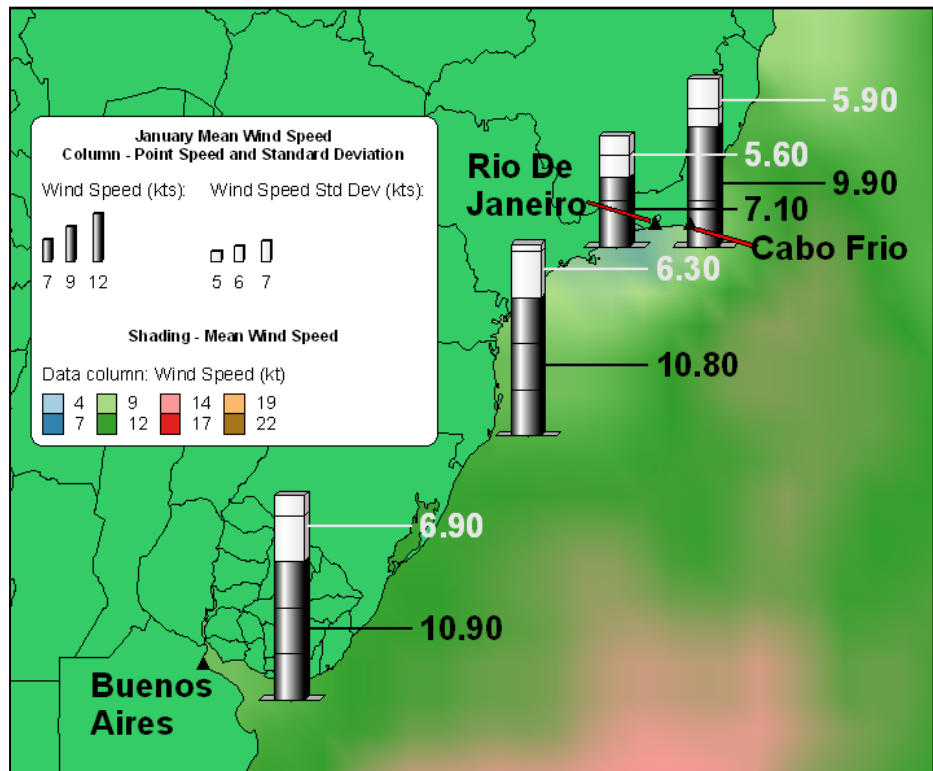 January Mean Wind Speed
Column - Point Speed and Standard Deviation
Wind Speed (kts):
7 9 12
Wind Speed Std Dev (kts):
5 6 7
Shading - Mean Wind Speed
Data column: Wind Speed (kt)
4 9 14 19
7 12 17 22
5.90
5.60
Rio De
Janeiro
9.90
7.10
Cabo Frio
6.30
10.80
6.90
10.90
Buenos
Aires